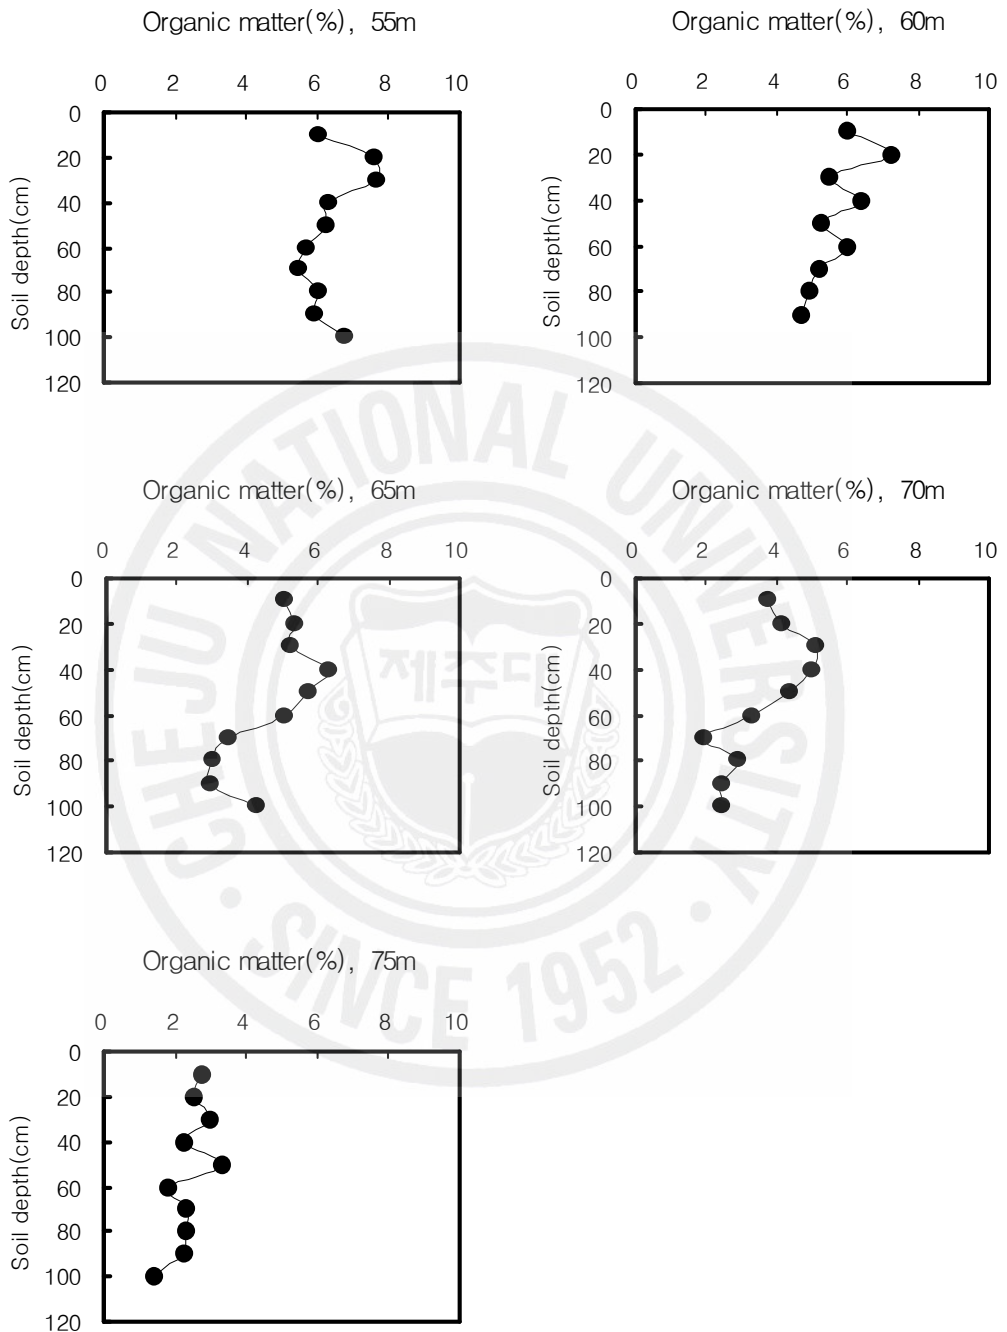 Organic matter(%), 55m
0 2 4 6 8 10
0
20
40
60
80
100
120
Soil depth(cm)
Organic matter(%), 60m
0 2 4 6 8 10
0
20
40
60
80
100
120
Soil depth(cm)
Organic matter(%), 65m
0 2 4 6 8 10
0
20
40
60
80
100
120
Soil depth(cm)
Organic matter(%), 70m
0 2 4 6 8 10
0
20
40
60
80
100
120
Soil depth(cm)
Organic matter(%), 75m
0 2 4 6 8 10
0
20
40
60
80
100
120
Soil depth(cm)
CHEJU NATIONAL UNIVERSITY
제주대
SINCE 1952